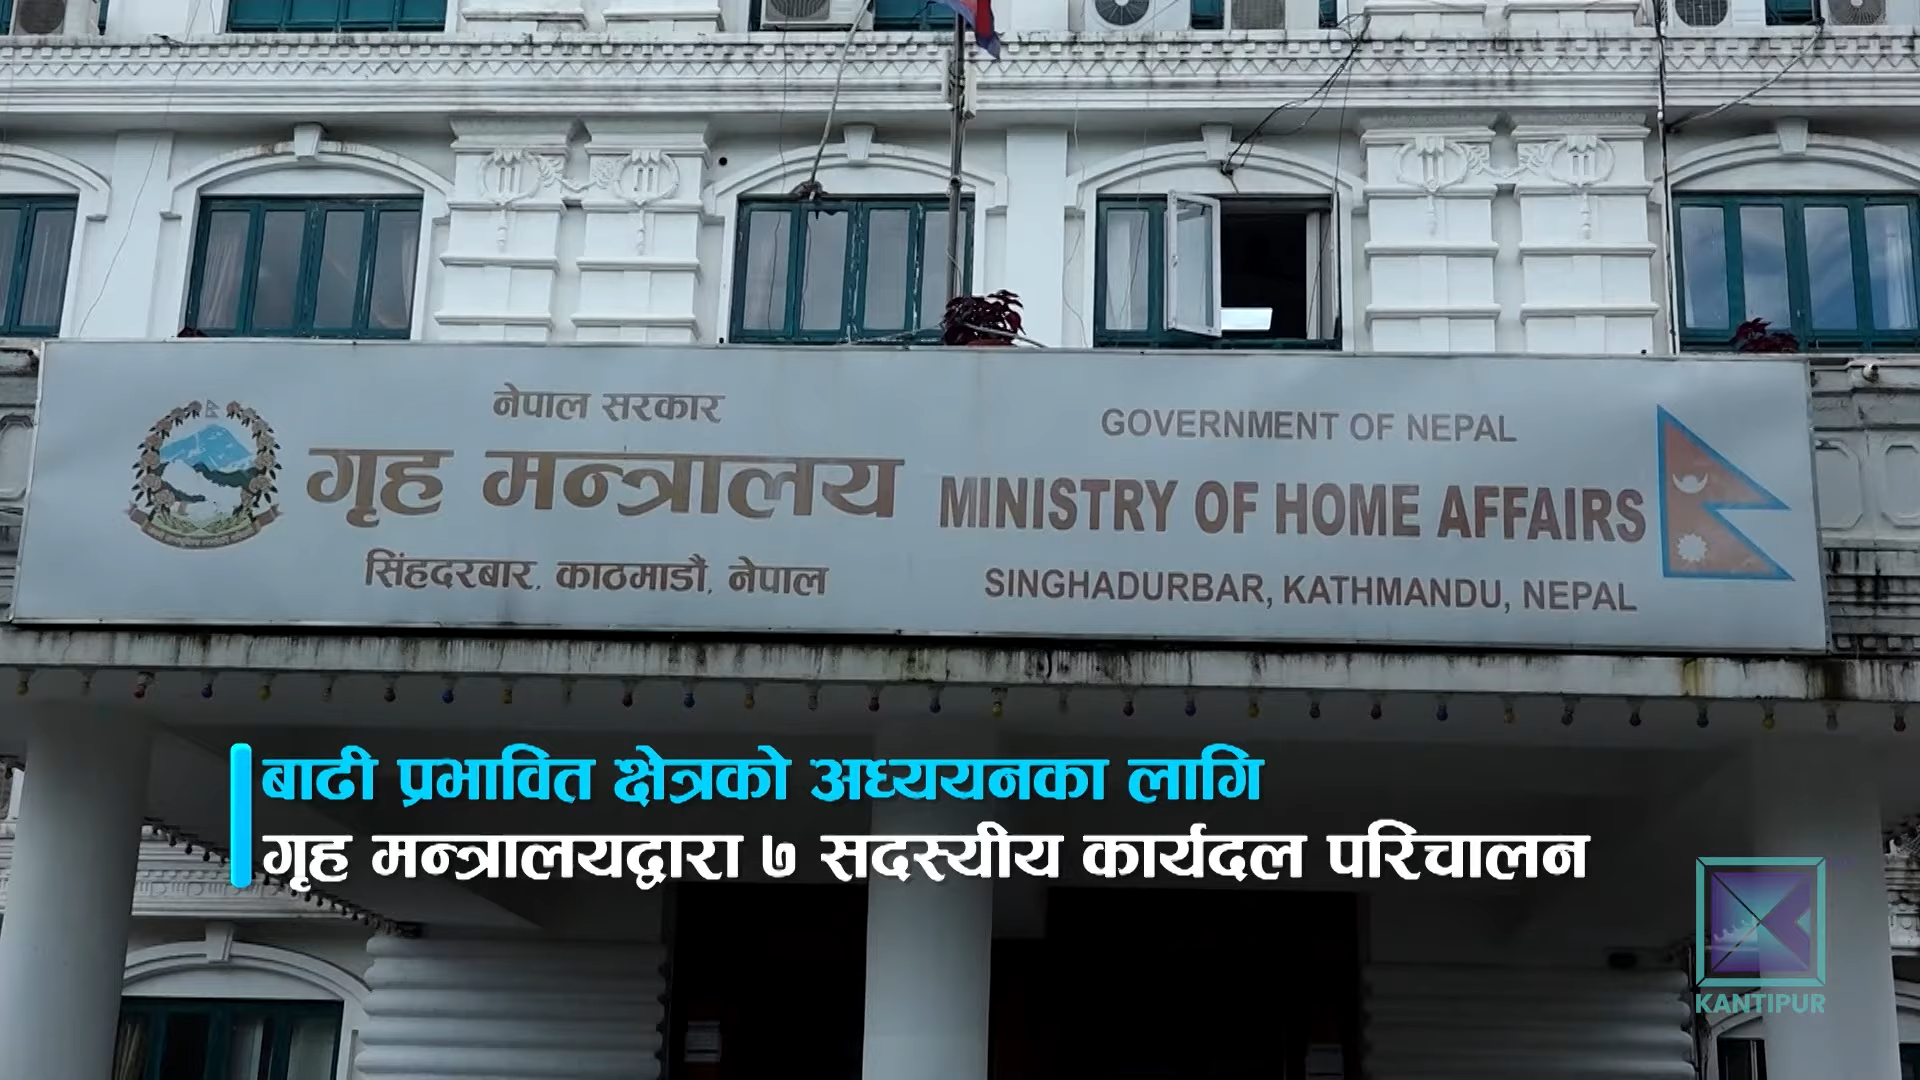 नेपाल सरकार
गृह मन्त्रालय
सिंहदरबार, काठमाडौं, नेपाल
GOVERNMENT OF NEPAL
MINISTRY OF HOME AFFAIRS
SINGHADURBAR, KATHMANDU, NEPAL
बाढी प्रभावित क्षेत्रको अध्ययनका लागि
गृह मन्त्रालयद्वारा ७ सदस्यीय कार्यदल परिचालन
KANTIPUR